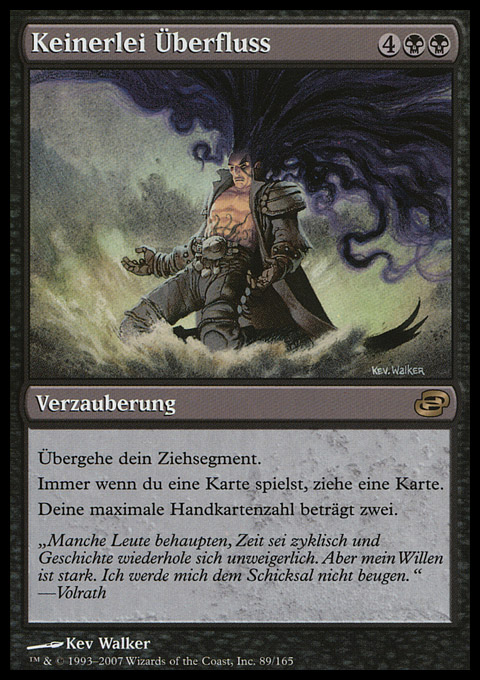 Keinerlei Überfluss 4
KEV. WALKER
Verzauberung
Übergehe dein Ziehsegment.
Immer wenn du eine Karte spielst, ziehe eine Karte.
Deine maximale Handkartenzahl beträgt zwei.
„Manche Leute behaupten, Zeit sei zyklisch und
Geschichte wiederhole sich unweigerlich. Aber mein Willen
ist stark. Ich werde mich dem Schicksal nicht beugen.“
—Volrath
Kev Walker
™ & © 1993–2007 Wizards of the Coast, Inc. 89/165